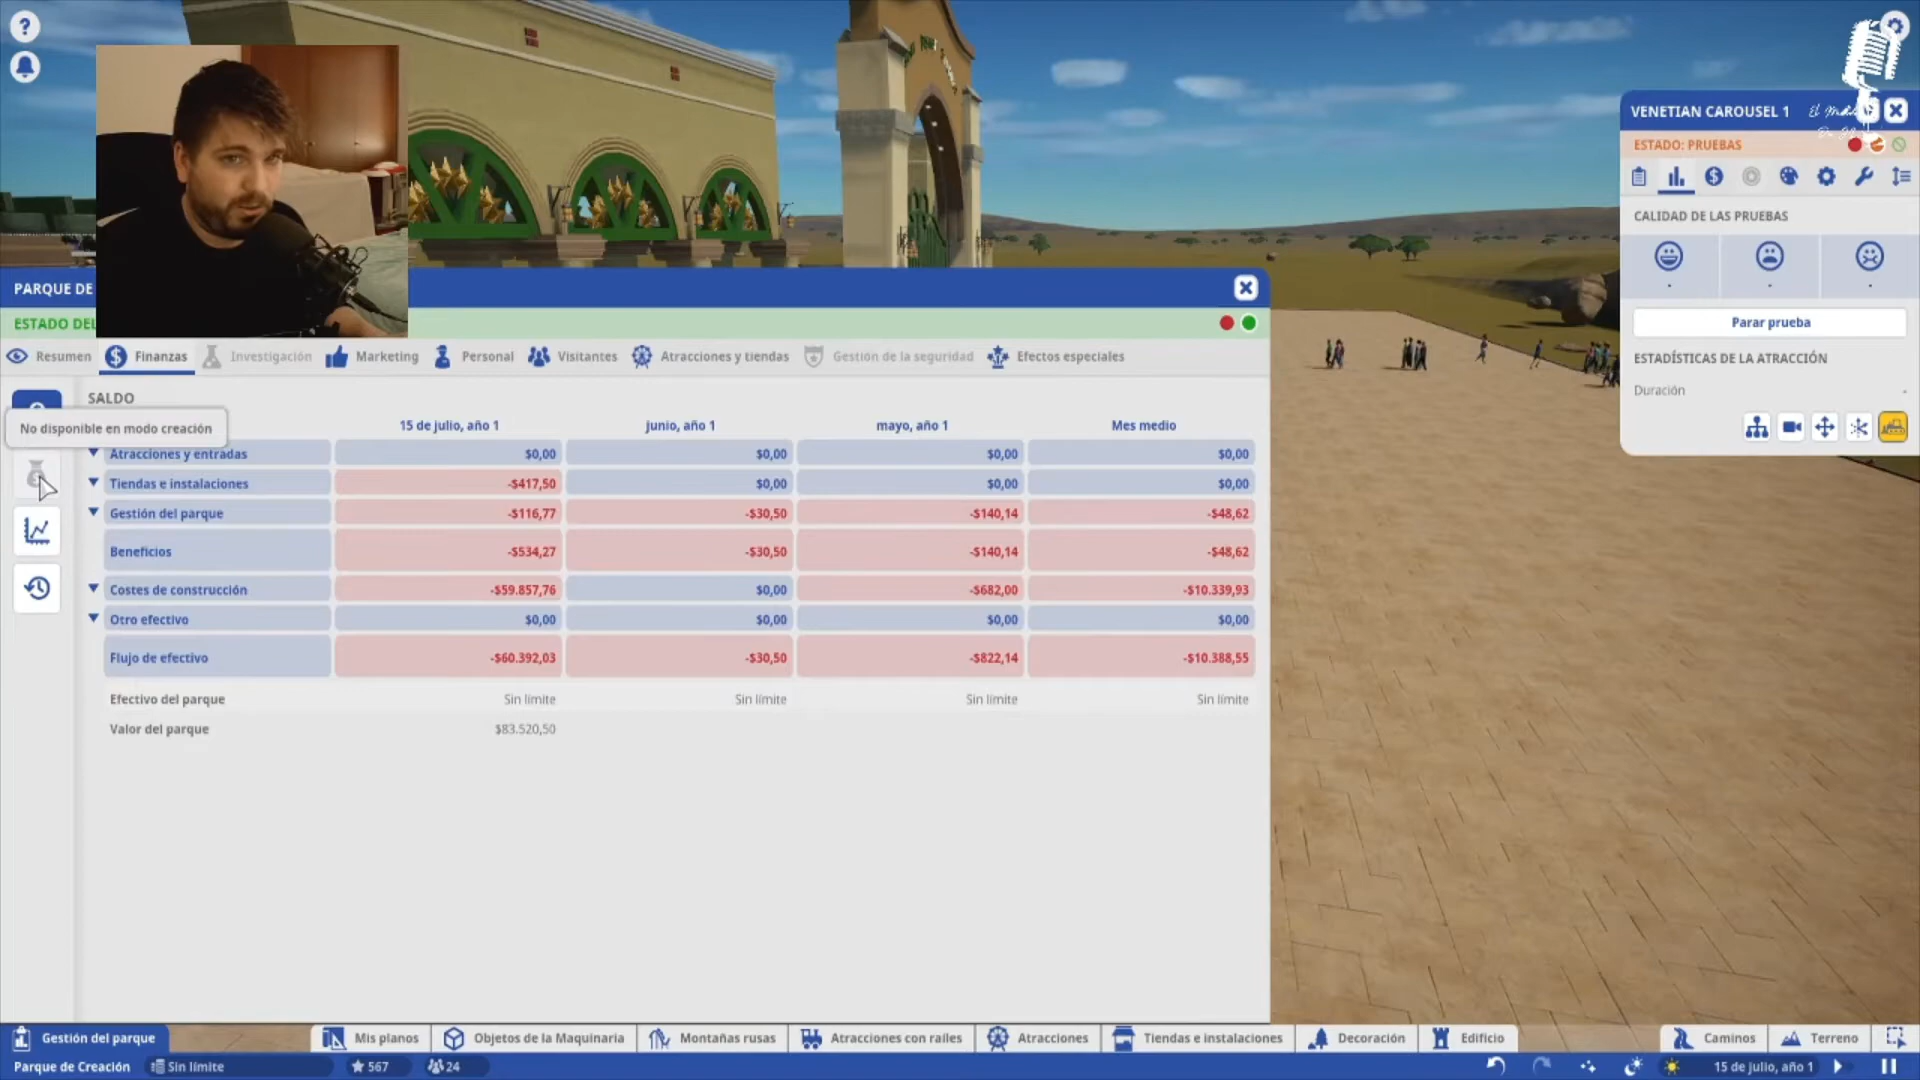 VENETIAN CAROUSEL 1
El
ESTADO: PRUEBAS
CALIDAD DE LAS PRUEBAS
-
-
-
Parar prueba
ESTADÍSTICAS DE LA ATRACCIÓN
Duración -
PARQUE DE
ESTADO DEL
Resumen Finanzas Investigación Marketing Personal Visitantes Atracciones y tiendas Gestión de la seguridad Efectos especiales
SALDO
No disponible en modo creación
15 de julio, año 1 junio, año 1 mayo, año 1 Mes medio
Atracciones y entradas $0,00 $0,00 $0,00 $0,00
Tiendas e instalaciones -$417,50 $0,00 $0,00 $0,00
Gestión del parque -$116,77 -$30,50 -$140,14 -$48,62
Beneficios -$534,27 -$30,50 -$140,14 -$48,62
Costes de construcción -$59.857,76 $0,00 -$682,00 -$10.339,93
Otro efectivo $0,00 $0,00 $0,00 $0,00
Flujo de efectivo -$60.392,03 -$30,50 -$822,14 -$10.388,55
Efectivo del parque Sin límite Sin límite Sin límite Sin límite
Valor del parque $83.520,50
Gestión del parque Mis planos Objetos de la Maquinaria Montañas rusas Atracciones con raíles Atracciones Tiendas e instalaciones Decoración Edificio Caminos Terreno
Parque de Creación Sin límite 567 24 15 de julio, año 1